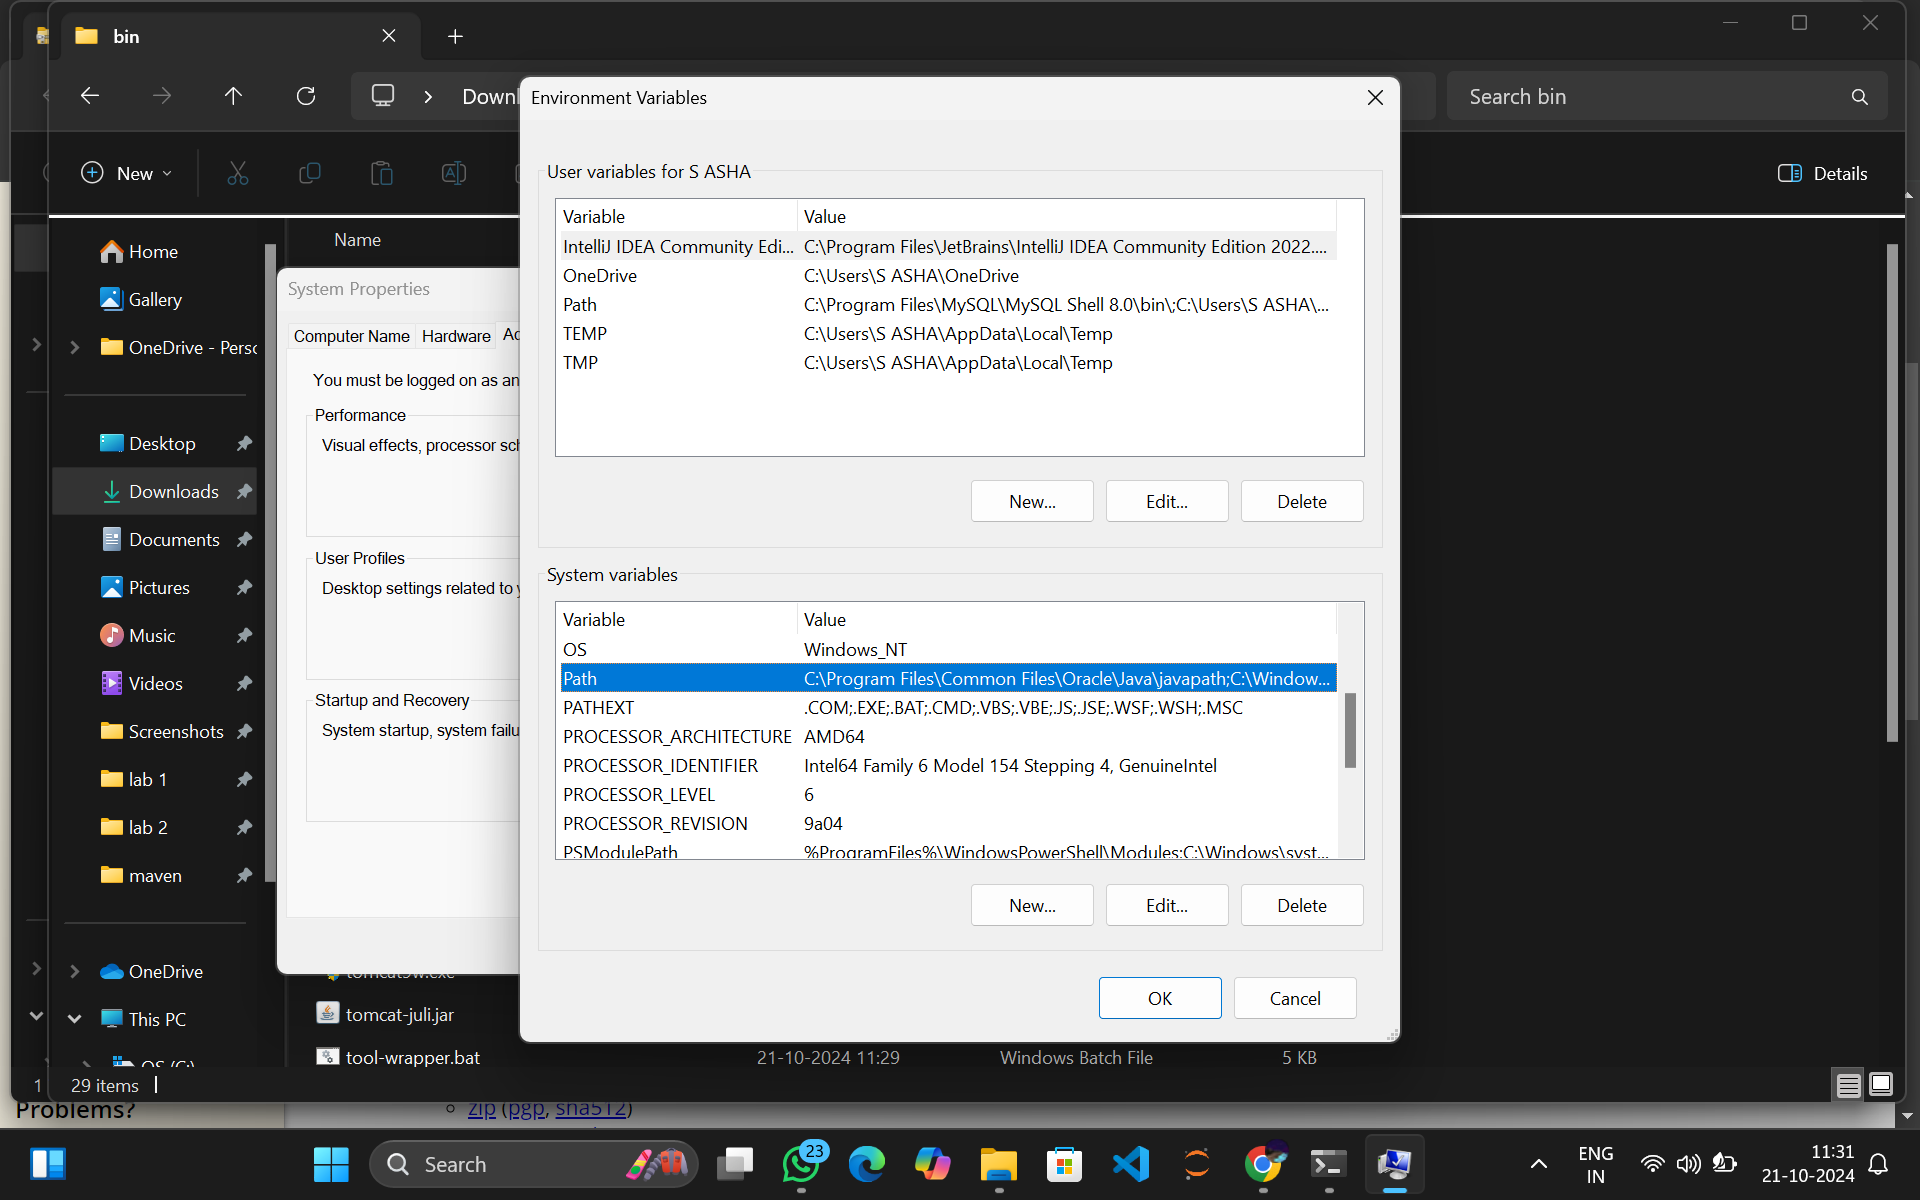 bin
Downl
Search bin
New
Details
Home
Gallery
OneDrive - Perso
Desktop
Downloads
Documents
Pictures
Music
Videos
Screenshots
lab 1
lab 2
maven
OneDrive
This PC
OS (C:)
Name
System Properties
Computer Name
Hardware
You must be logged on as an
Performance
Visual effects, processor sch
User Profiles
Desktop settings related to y
Startup and Recovery
System startup, system failu
Environment Variables
User variables for S ASHA
Variable Value
IntelliJ IDEA Community Edi... C:\Program Files\JetBrains\IntelliJ IDEA Community Edition 2022....
OneDrive C:\Users\S ASHA\OneDrive
Path C:\Program Files\MySQL\MySQL Shell 8.0\bin\;C:\Users\S ASHA\...
TEMP C:\Users\S ASHA\AppData\Local\Temp
TMP C:\Users\S ASHA\AppData\Local\Temp
New... Edit... Delete
System variables
Variable Value
OS Windows_NT
Path C:\Program Files\Common Files\Oracle\Java\javapath;C:\Window...
PATHEXT .COM;.EXE;.BAT;.CMD;.VBS;.VBE;.JS;.JSE;.WSF;.WSH;.MSC
PROCESSOR_ARCHITECTURE AMD64
PROCESSOR_IDENTIFIER Intel64 Family 6 Model 154 Stepping 4, GenuineIntel
PROCESSOR_LEVEL 6
PROCESSOR_REVISION 9a04
PSModulePath %ProgramFiles%\WindowsPowerShell\Modules;C:\Windows\syst...
New... Edit... Delete
OK Cancel
tomcat9w.exe
tomcat-juli.jar
tool-wrapper.bat 21-10-2024 11:29 Windows Batch File 5 KB
1
29 items
Problems?
zip (pgp, sha512)
Search
23
ENG
IN
11:31
21-10-2024